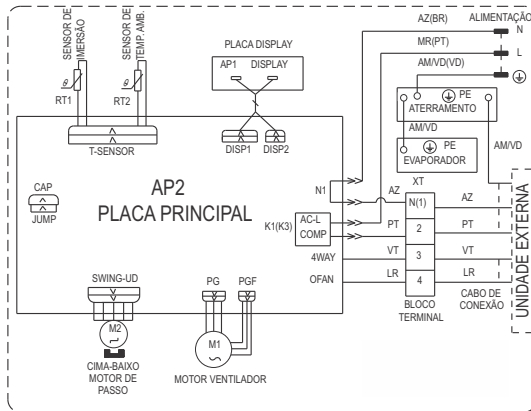 SENSOR DE
IMERSÃO
SENSOR DE
TEMP. AMB.
θ
RT1
θ
RT2
T-SENSOR
PLACA DISPLAY
AP1
DISPLAY
DISP1
DISP2
AZ(BR)
ALIMENTAÇÃO
N
MR(PT)
L
AM/VD(VD)
PE
ATERRAMENTO
AM/VD
PE
EVAPORADOR
AM/VD
CAP
JUMP
AP2
PLACA PRINCIPAL
N1
AZ
XT
N(1)
AZ
K1(K3)
AC-L
COMP
PT
2
PT
4WAY
VT
3
VT
OFAN
LR
4
LR
BLOCO
TERMINAL
CABO DE
CONEXÃO
UNIDADE EXTERNA
SWING-UD
M2
CIMA-BAIXO
MOTOR DE
PASSO
PG
PGF
M1
MOTOR VENTILADOR